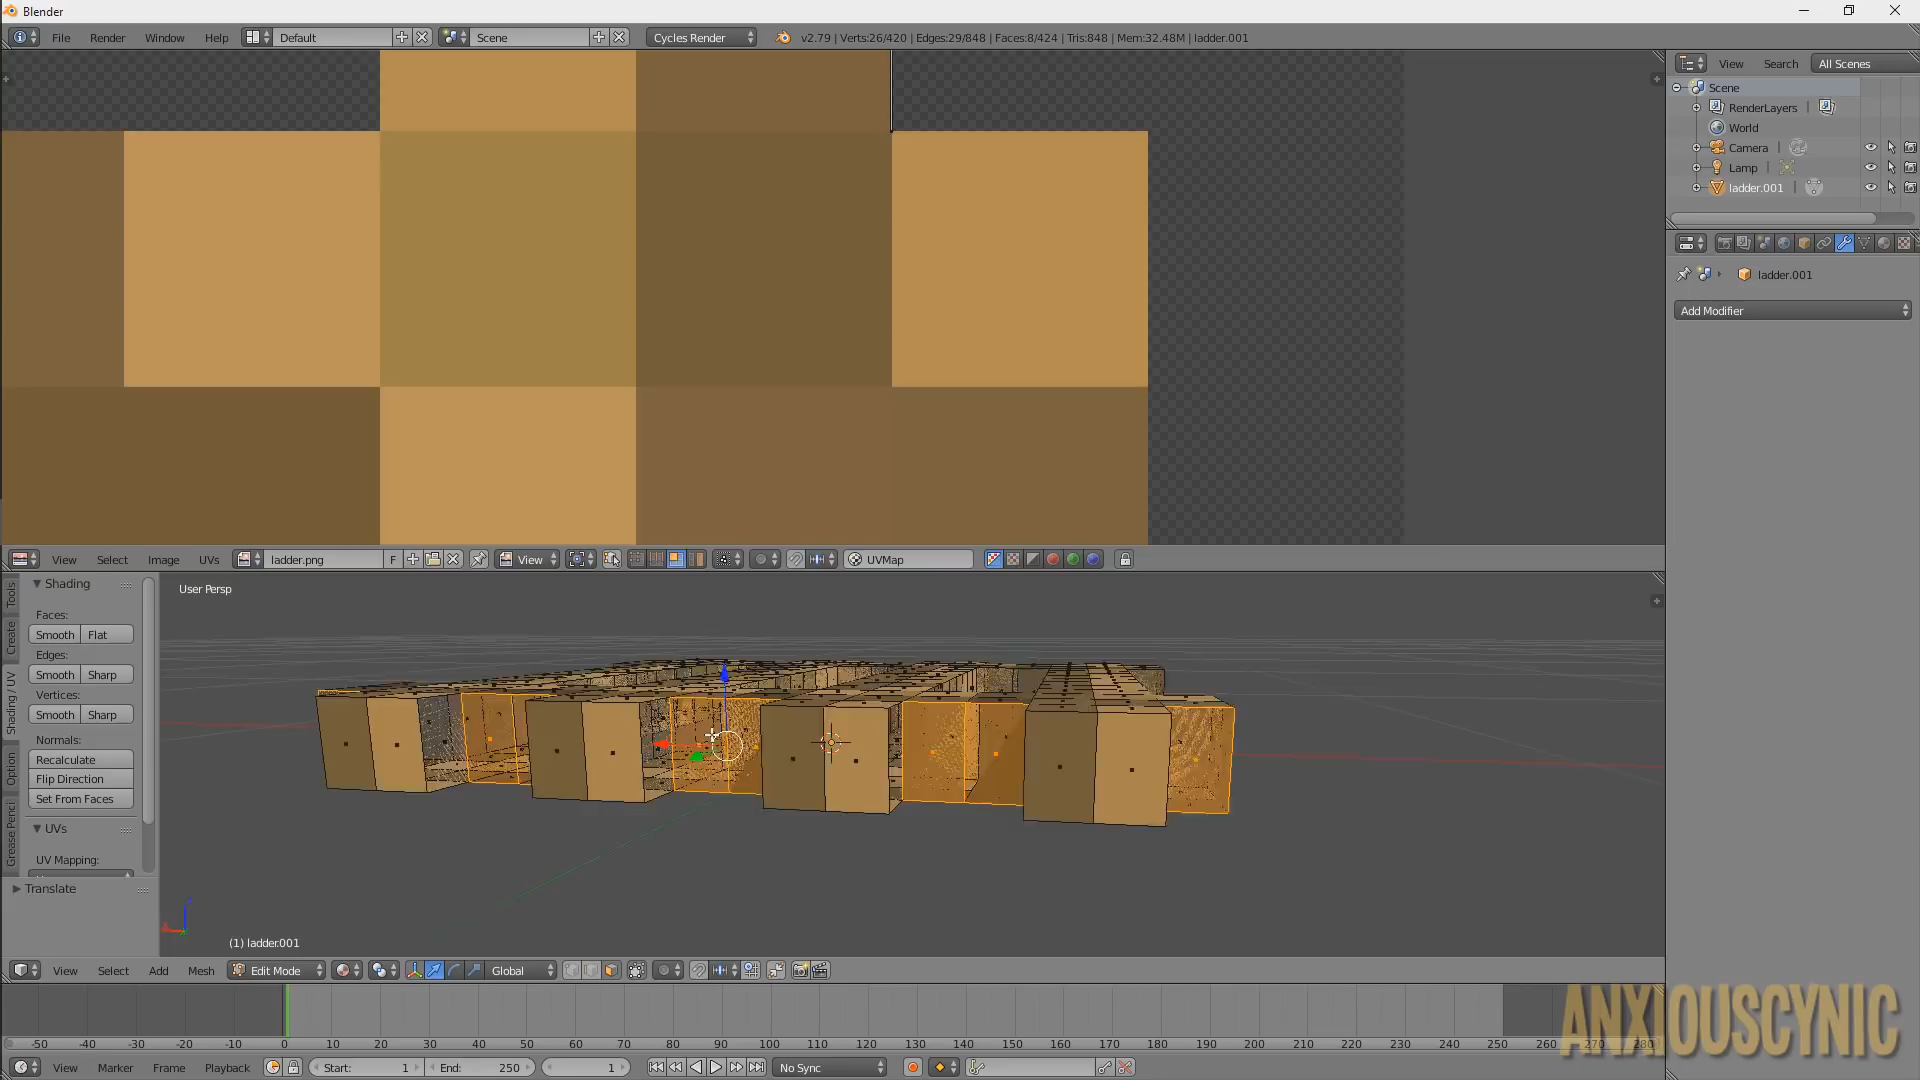 Blender
File Render Window Help Default Scene Cycles Render v2.79 | Verts:26/420 | Edges:29/848 | Faces:8/424 | Tris:848 | Mem:32.48M | ladder.001
View Search All Scenes
Scene
RenderLayers
World
Camera
Lamp
ladder.001
ladder.001
Add Modifier
View Select Image UVs ladder.png F View UVMap
Tools
Create
Shading / UV
Option
Grease Penci
Shading
Faces:
Smooth Flat
Edges:
Smooth Sharp
Vertices:
Smooth Sharp
Normals:
Recalculate
Flip Direction
Set From Faces
UVs
UV Mapping:
Translate
User Persp
(1) ladder.001
View Select Add Mesh Edit Mode Global
-50 -40 -30 -20 -10 0 10 20 30 40 50 60 70 80 90 100 110 120 130 140 150 160 170 180 190 200 210 220 230 240 250 260 270 280
View Marker Frame Playback Start: 1 End: 250 1 No Sync
ANXIOUSCYNIC